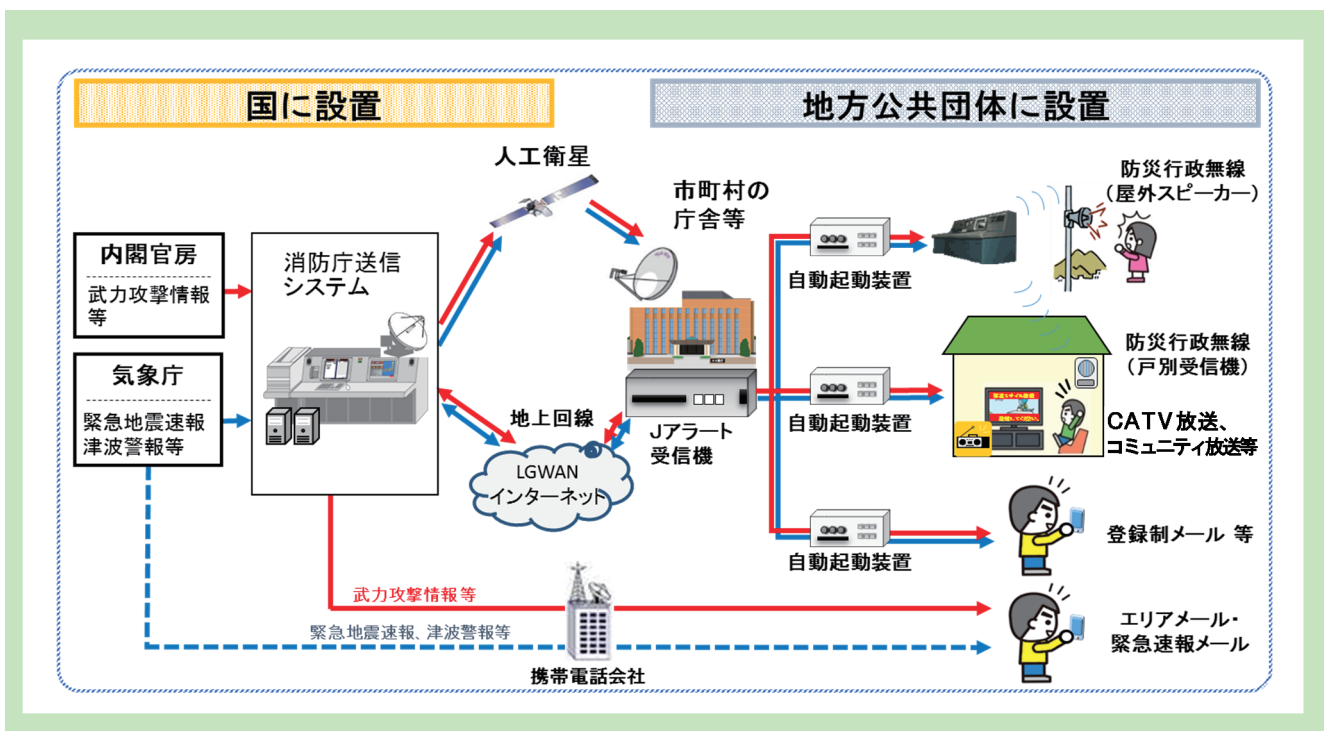 国に設置
地方公共団体に設置
人工衛星
市町村の
庁舎等
防災行政無線
(屋外スピーカー)
内閣官房
武力攻撃情報
等
消防庁送信
システム
自動起動装置
気象庁
緊急地震速報
津波警報等
地上回線
LGWAN
インターネット
Jアラート
受信機
自動起動装置
防災行政無線
(戸別受信機)
CATV放送、
コミュニティ放送等
自動起動装置
登録制メール 等
武力攻撃情報等
緊急地震速報、津波警報等
携帯電話会社
エリアメール・
緊急速報メール